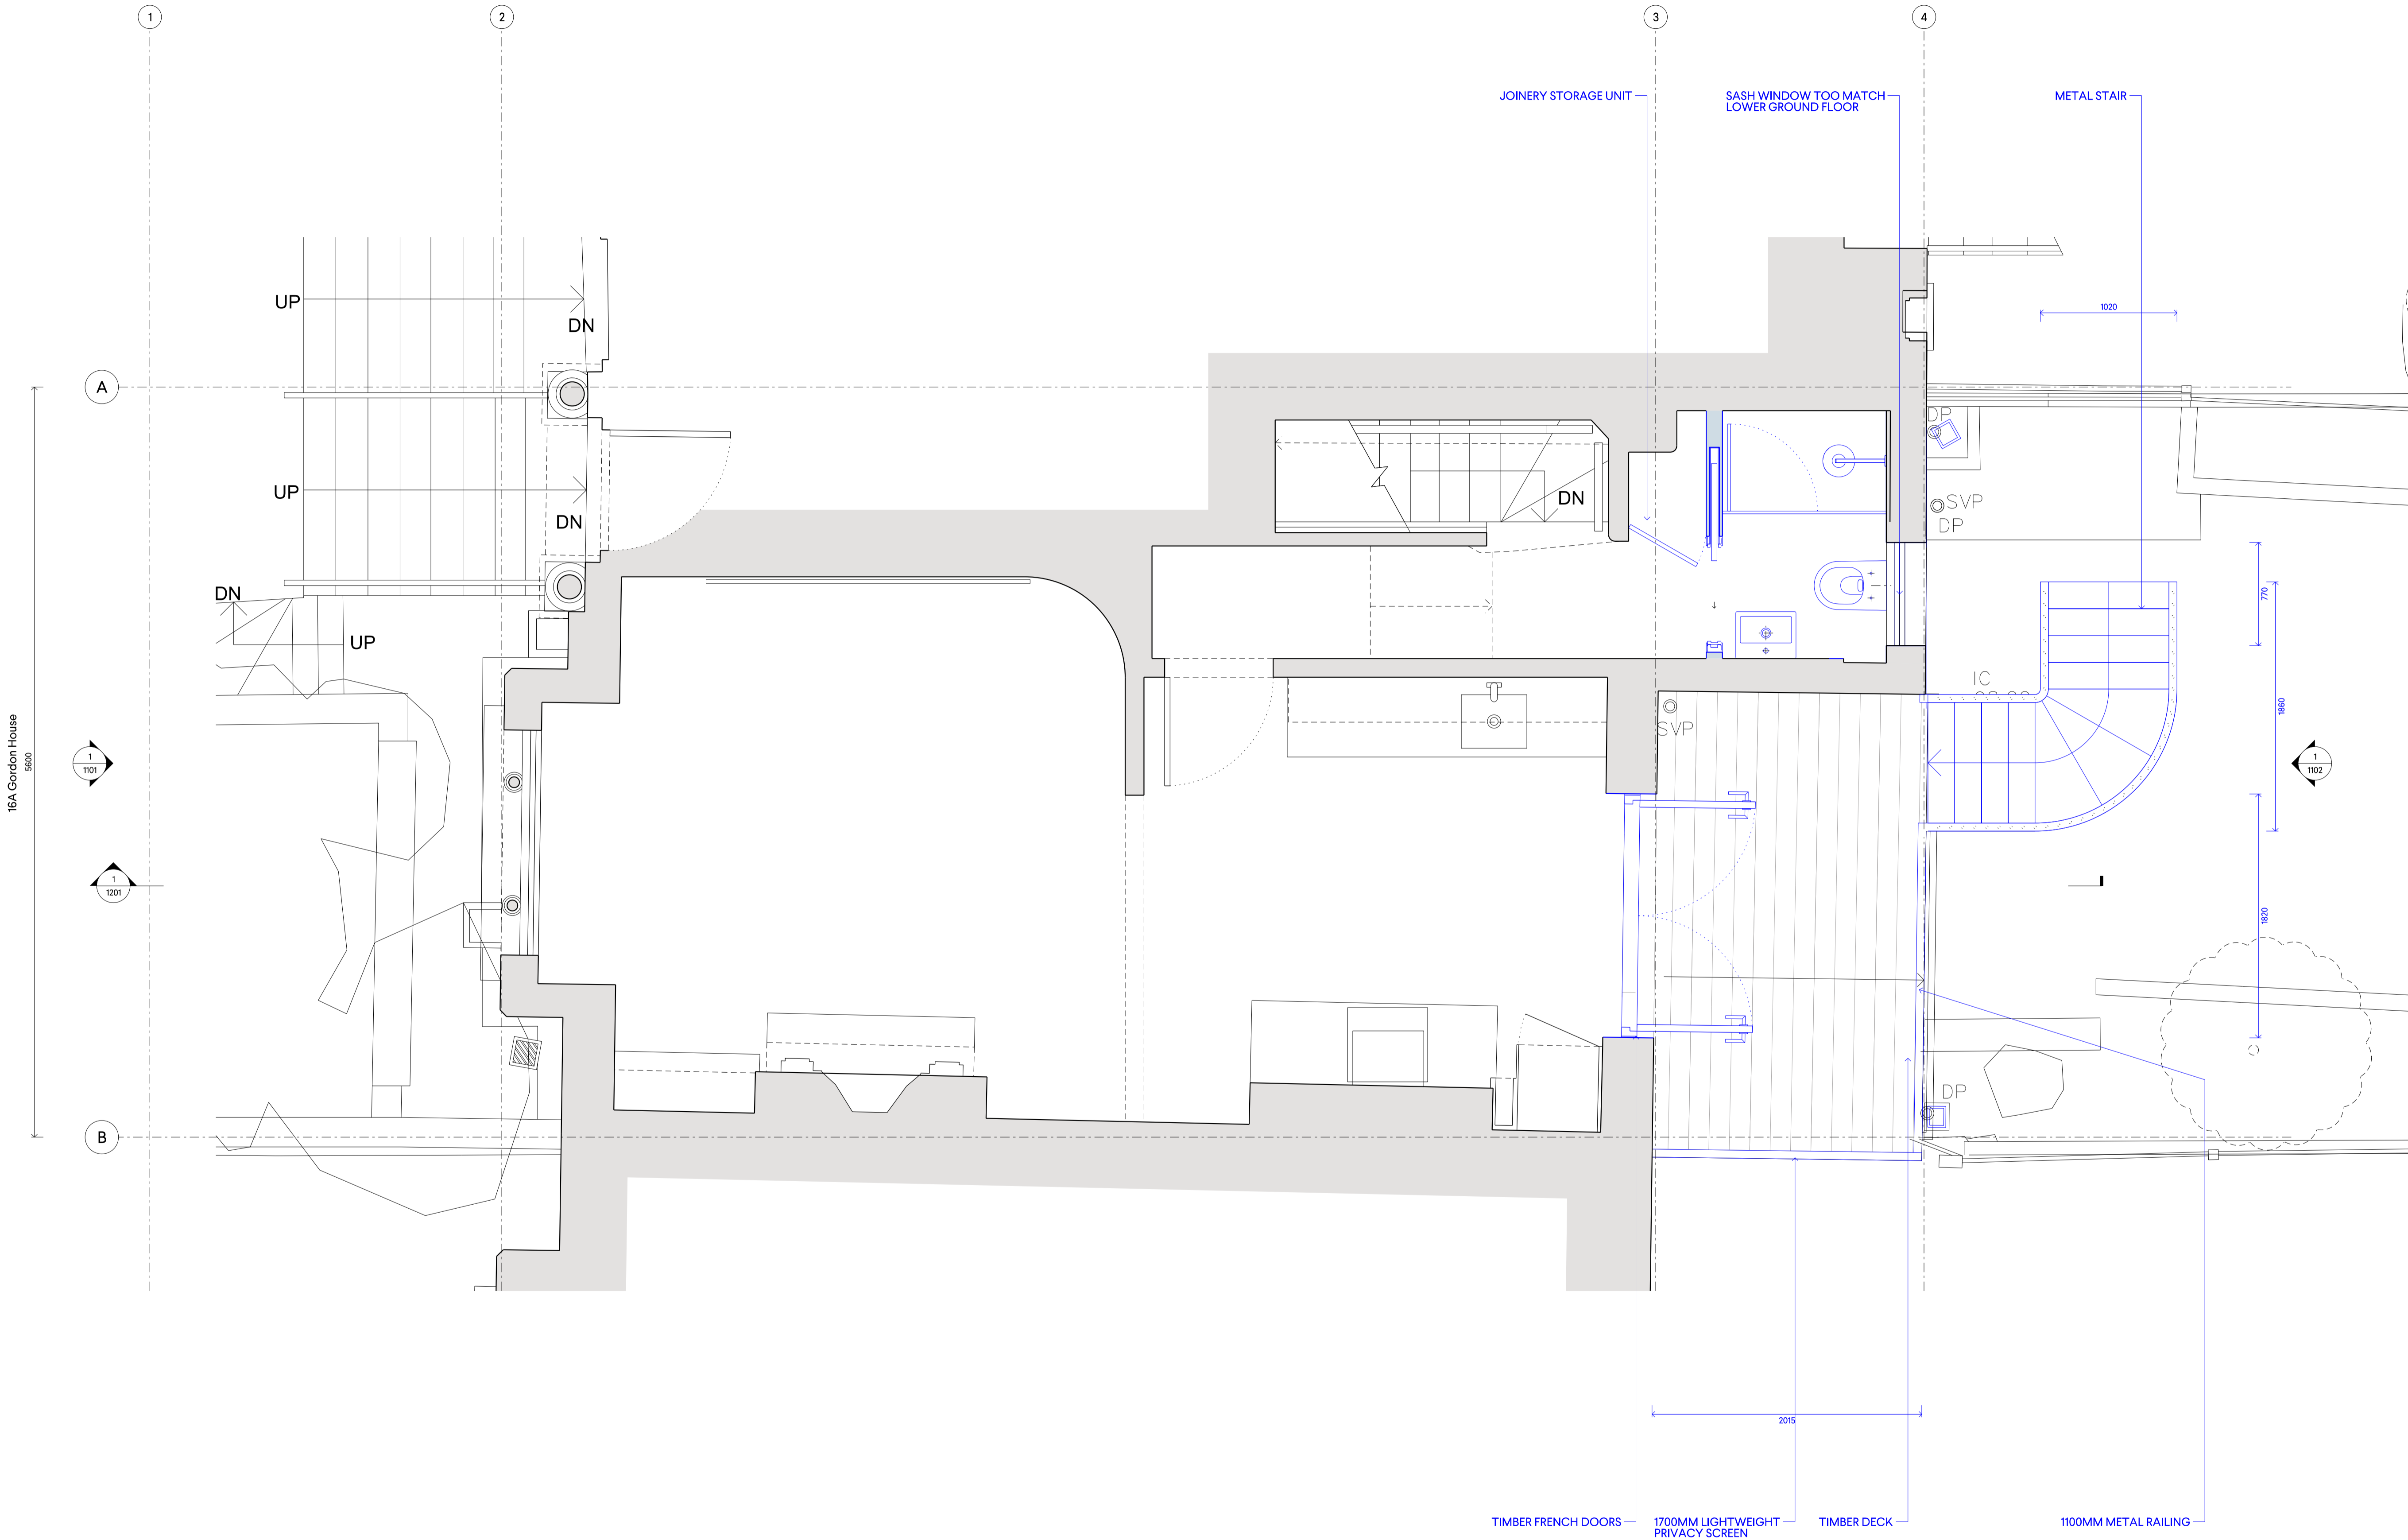 1
2
3
4
JOINERY STORAGE UNIT
SASH WINDOW TOO MATCH
LOWER GROUND FLOOR
METAL STAIR
UP
DN
1020
A
DP
UP
DN
DN
SVP
DP
DN
UP
770
IC
16A Gordon House
5600
SVP
1860
1
1101
1
1102
1
1201
1820
DP
B
2015
TIMBER FRENCH DOORS
1700MM LIGHTWEIGHT
PRIVACY SCREEN
TIMBER DECK
1100MM METAL RAILING